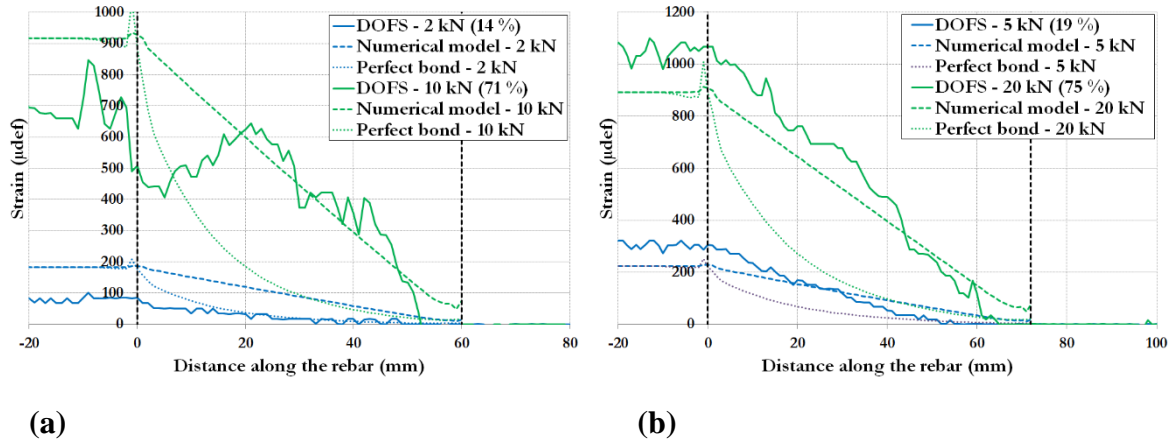 1000
900
800
700
600
500
400
300
200
100
0
-20
0
20
40
60
80
Strain (µdef)
Distance along the rebar (mm)
DOFS - 2 kN (14 %)
Numerical model - 2 kN
Perfect bond - 2 kN
DOFS - 10 kN (71 %)
Numerical model - 10 kN
Perfect bond - 10 kN
(a)
1200
1000
800
600
400
200
0
-20
0
20
40
60
80
100
Strain (µdef)
Distance along the rebar (mm)
DOFS - 5 kN (19 %)
Numerical model - 5 kN
Perfect bond - 5 kN
DOFS - 20 kN (75 %)
Numerical model - 20 kN
Perfect bond - 20 kN
(b)